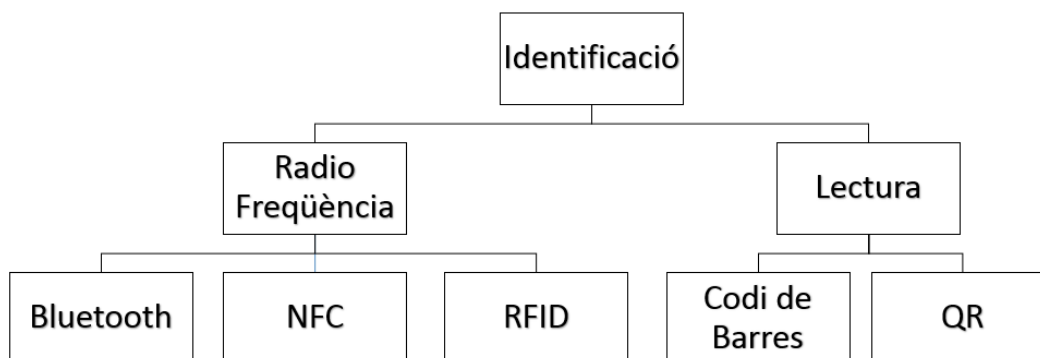 Identificació
Radio
Freqüència
Lectura
Bluetooth
NFC
RFID
Codi de
Barres
QR